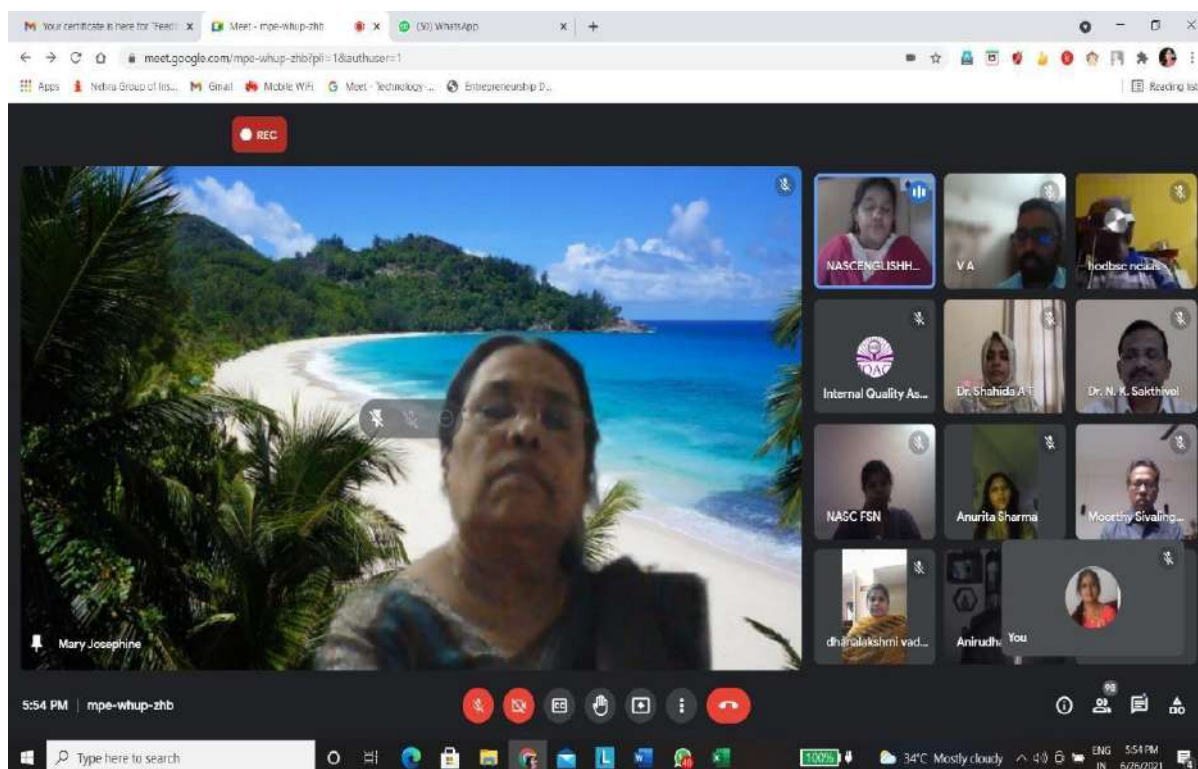 Your certificate is here for "Feed
Meet - mpe-whup-zhb
(50) WhatsApp
meet.google.com/mpe-whup-zhb?pli=1&authuser=1
Apps
Nehru Group of Ins...
Gmail
Mobile WiFi
Meet - Technology -...
Entrepreneurship D...
Reading list
REC
NASCENGLISHH...
V A
hodbsc ncaas
Internal Quality As...
Dr. Shahida A T
Dr. N. K. Sakthivel
NASC FSN
Anurita Sharma
Moorthy Sivaling...
dhanalakshmi vad...
Anirudh
You
Mary Josephine
5:54 PM | mpe-whup-zhb
98
Type here to search
100%
34°C Mostly cloudy
ENG
IN
5:54 PM
6/26/2021